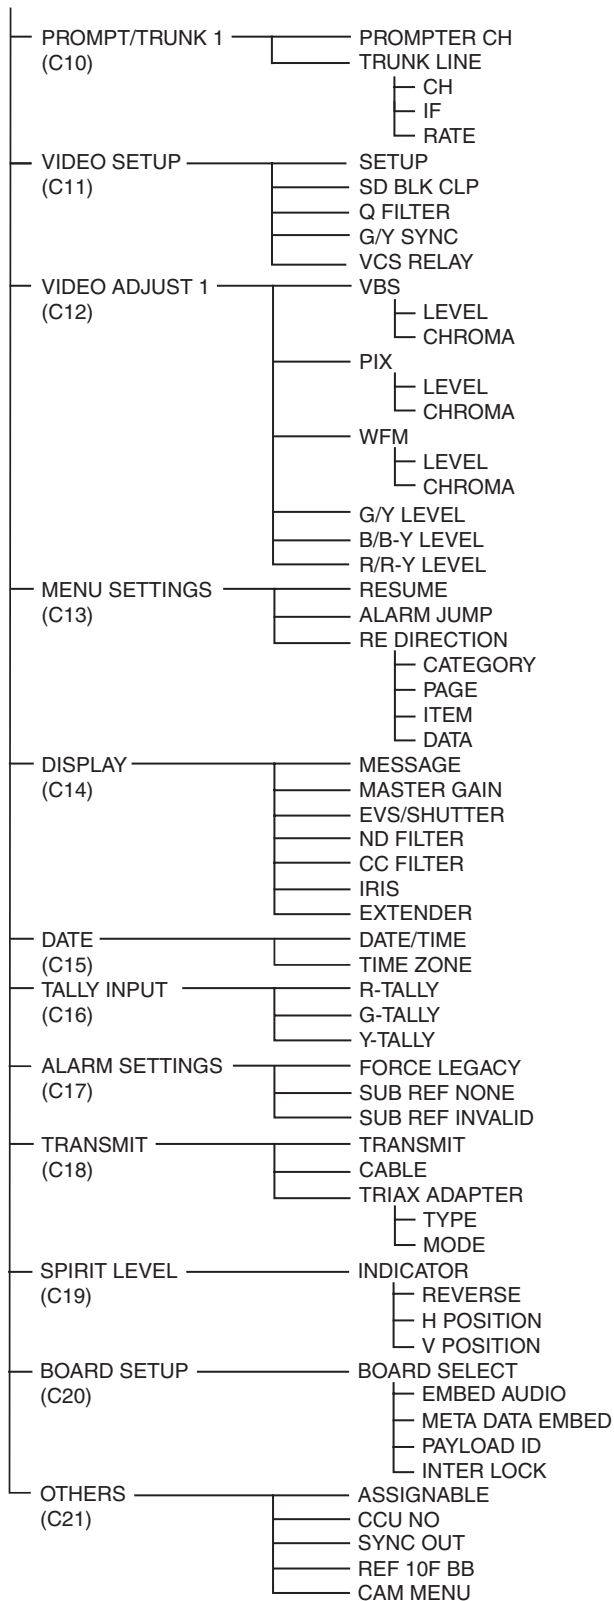 PROMPT/TRUNK 1 PROMPTER CH
(C10) TRUNK LINE
CH
IF
RATE
VIDEO SETUP SETUP
(C11) SD BLK CLP
Q FILTER
G/Y SYNC
VCS RELAY
VIDEO ADJUST 1 VBS
(C12) LEVEL
CHROMA
PIX
LEVEL
CHROMA
WFM
LEVEL
CHROMA
G/Y LEVEL
B/B-Y LEVEL
R/R-Y LEVEL
MENU SETTINGS RESUME
(C13) ALARM JUMP
RE DIRECTION
CATEGORY
PAGE
ITEM
DATA
DISPLAY MESSAGE
(C14) MASTER GAIN
EVS/SHUTTER
ND FILTER
CC FILTER
IRIS
EXTENDER
DATE DATE/TIME
(C15) TIME ZONE
TALLY INPUT R-TALLY
(C16) G-TALLY
Y-TALLY
ALARM SETTINGS FORCE LEGACY
(C17) SUB REF NONE
SUB REF INVALID
TRANSMIT TRANSMIT
(C18) CABLE
TRIAX ADAPTER
TYPE
MODE
SPIRIT LEVEL INDICATOR
(C19) REVERSE
H POSITION
V POSITION
BOARD SETUP BOARD SELECT
(C20) EMBED AUDIO
META DATA EMBED
PAYLOAD ID
INTER LOCK
OTHERS ASSIGNABLE
(C21) CCU NO
SYNC OUT
REF 10F BB
CAM MENU